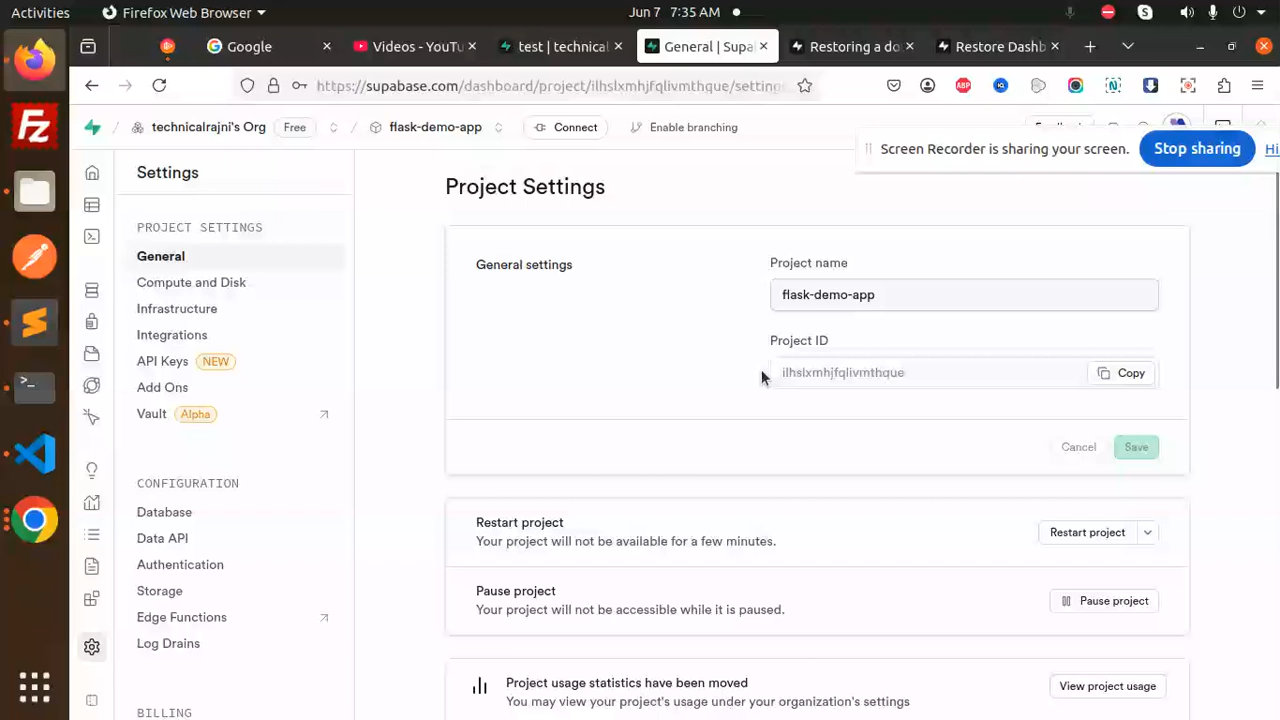 Activities
Firefox Web Browser
Jun 7 7:35 AM
Google
Videos - YouTu
test | technical
General | Supa
Restoring a do
Restore Dashb
https://supabase.com/dashboard/project/ilhslxmhjfqlivmthque/setting
technicalrajni's Org
Free
flask-demo-app
Connect
Enable branching
Screen Recorder is sharing your screen.
Stop sharing
Hi
Settings
PROJECT SETTINGS
General
Compute and Disk
Infrastructure
Integrations
API Keys NEW
Add Ons
Vault Alpha
CONFIGURATION
Database
Data API
Authentication
Storage
Edge Functions
Log Drains
BILLING
Project Settings
General settings
Project name
flask-demo-app
Project ID
ilhslxmhjfqlivmthque
Copy
Cancel
Save
Restart project
Your project will not be available for a few minutes.
Restart project
Pause project
Your project will not be accessible while it is paused.
Pause project
Project usage statistics have been moved
You may view your project's usage under your organization's settings
View project usage